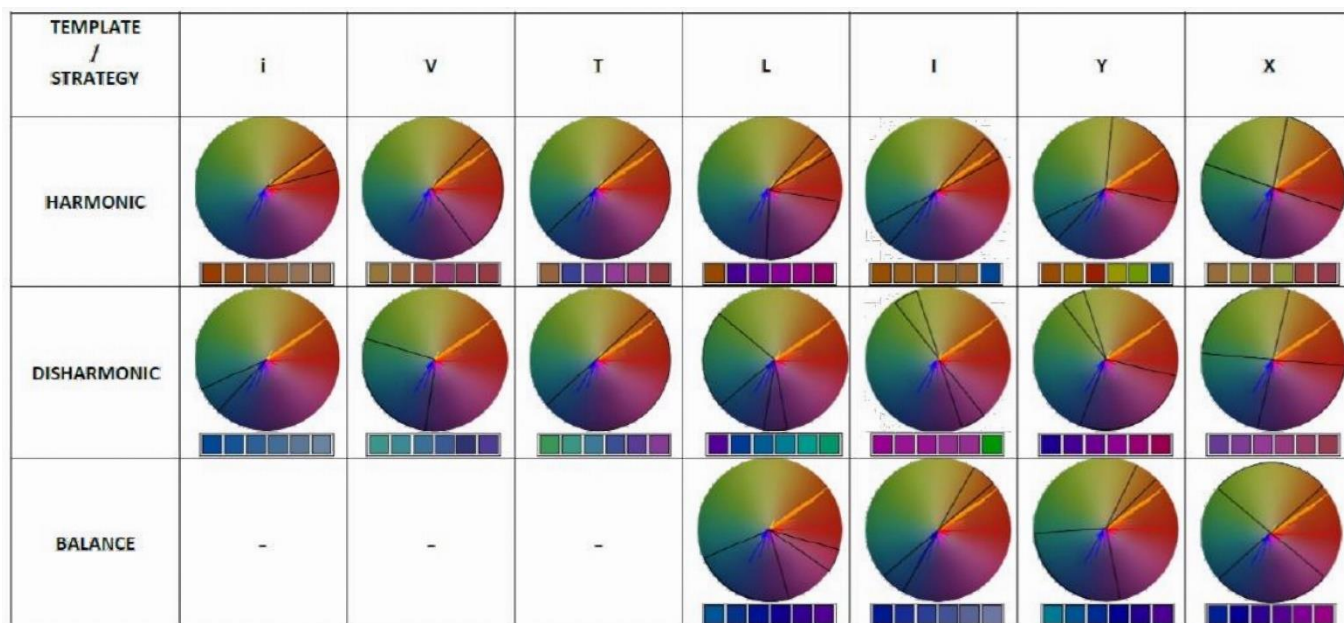 TEMPLATE
/
STRATEGY
i
V
T
L
I
Y
X
HARMONIC
DISHARMONIC
BALANCE
-
-
-